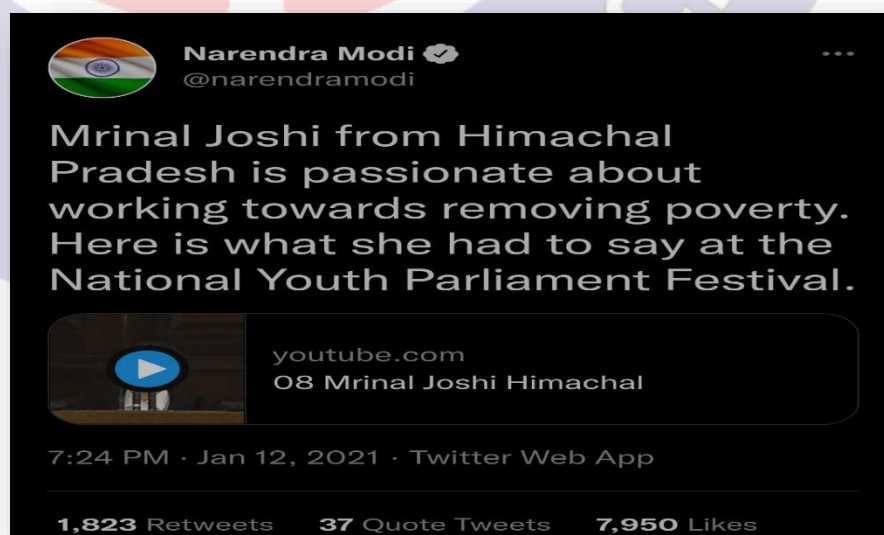 Narendra Modi
@narendramodi
Mrinal Joshi from Himachal
Pradesh is passionate about
working towards removing poverty.
Here is what she had to say at the
National Youth Parliament Festival.
youtube.com
08 Mrinal Joshi Himachal
7:24 PM · Jan 12, 2021 · Twitter Web App
1,823 Retweets 37 Quote Tweets 7,950 Likes